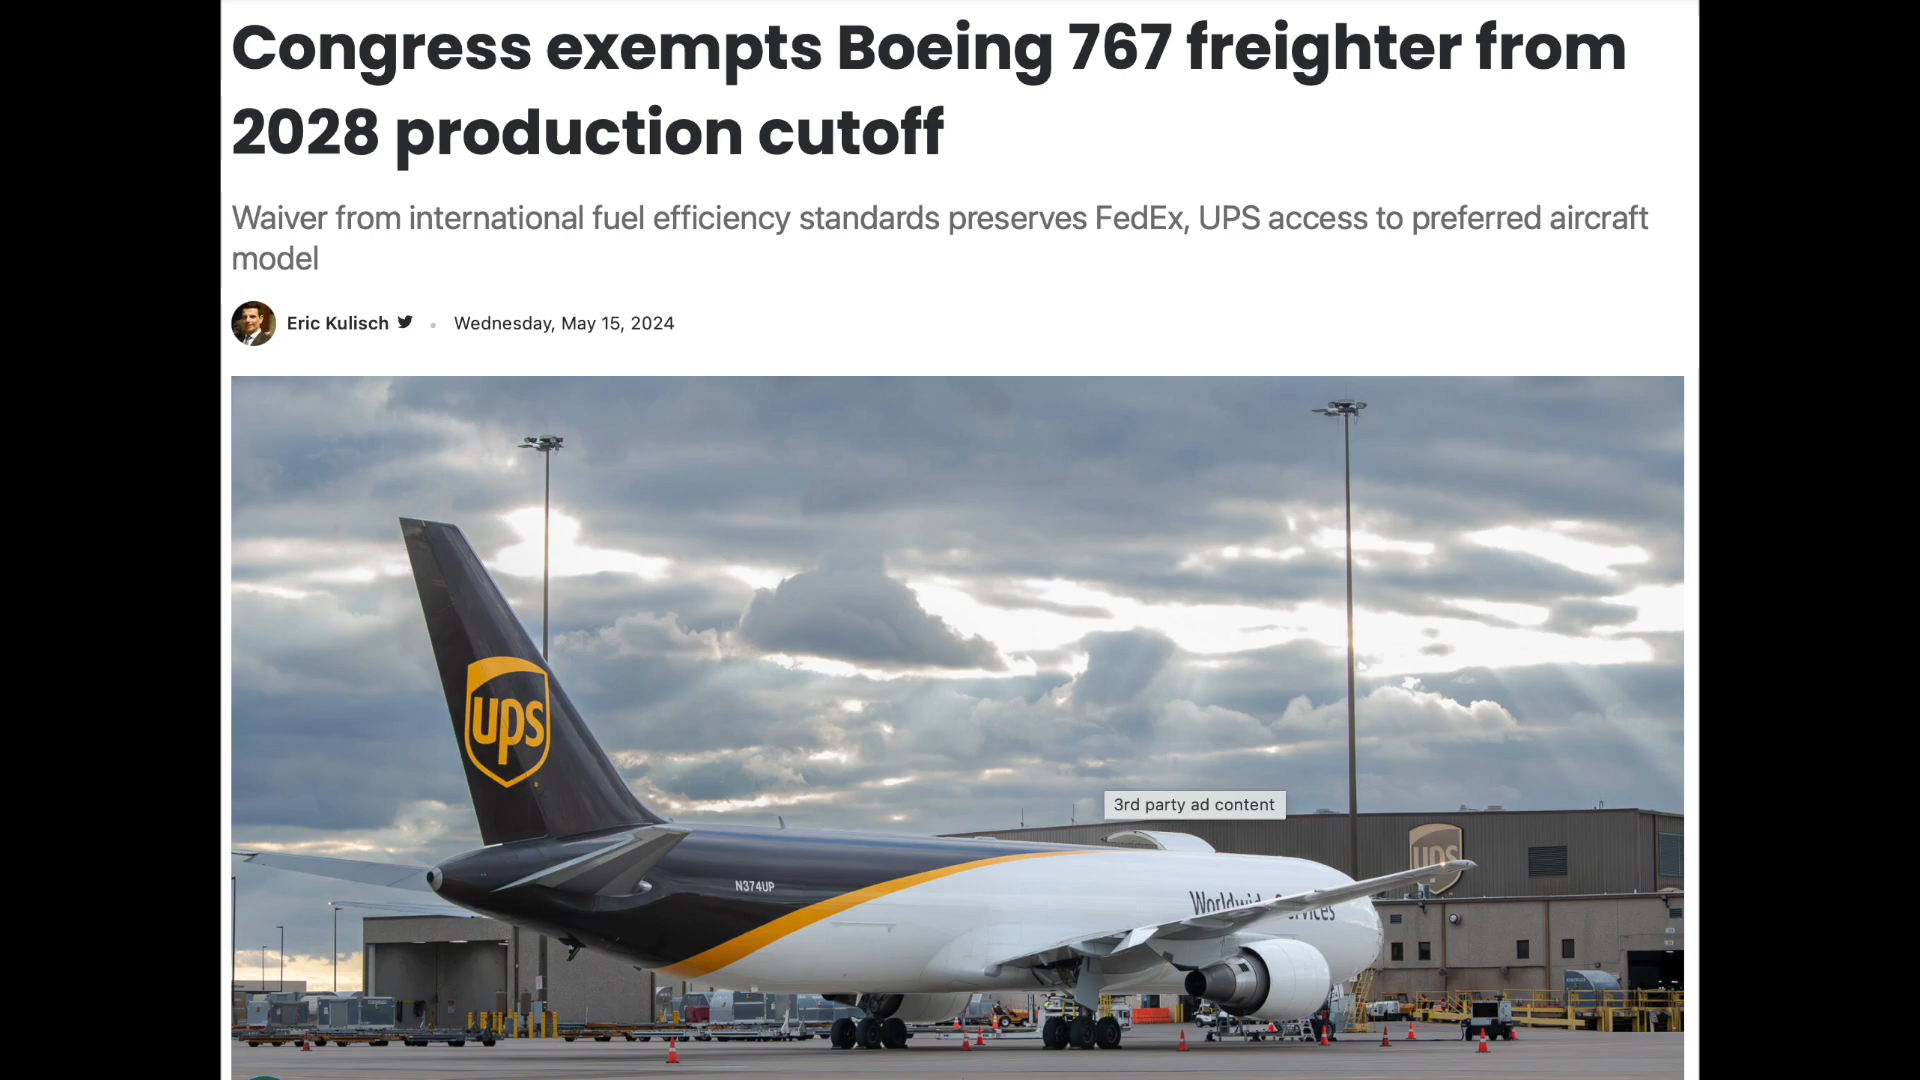 Congress exempts Boeing 767 freighter from
2028 production cutoff
Waiver from international fuel efficiency standards preserves FedEx, UPS access to preferred aircraft
model
Eric Kulisch
Wednesday, May 15, 2024
ups
3rd party ad content
ups
N374UP
Services